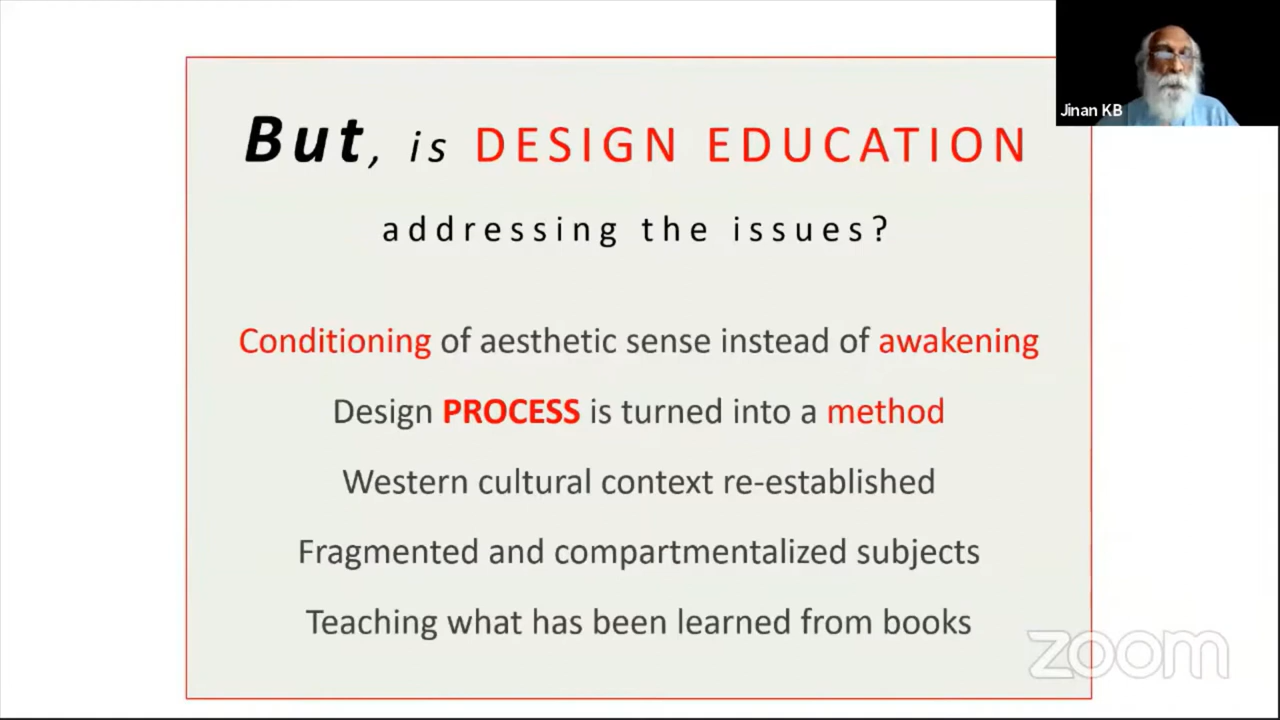 But, is DESIGN EDUCATION
addressing the issues?
Conditioning of aesthetic sense instead of awakening
Design PROCESS is turned into a method
Western cultural context re-established
Fragmented and compartmentalized subjects
Teaching what has been learned from books
Jinan KB
zoom